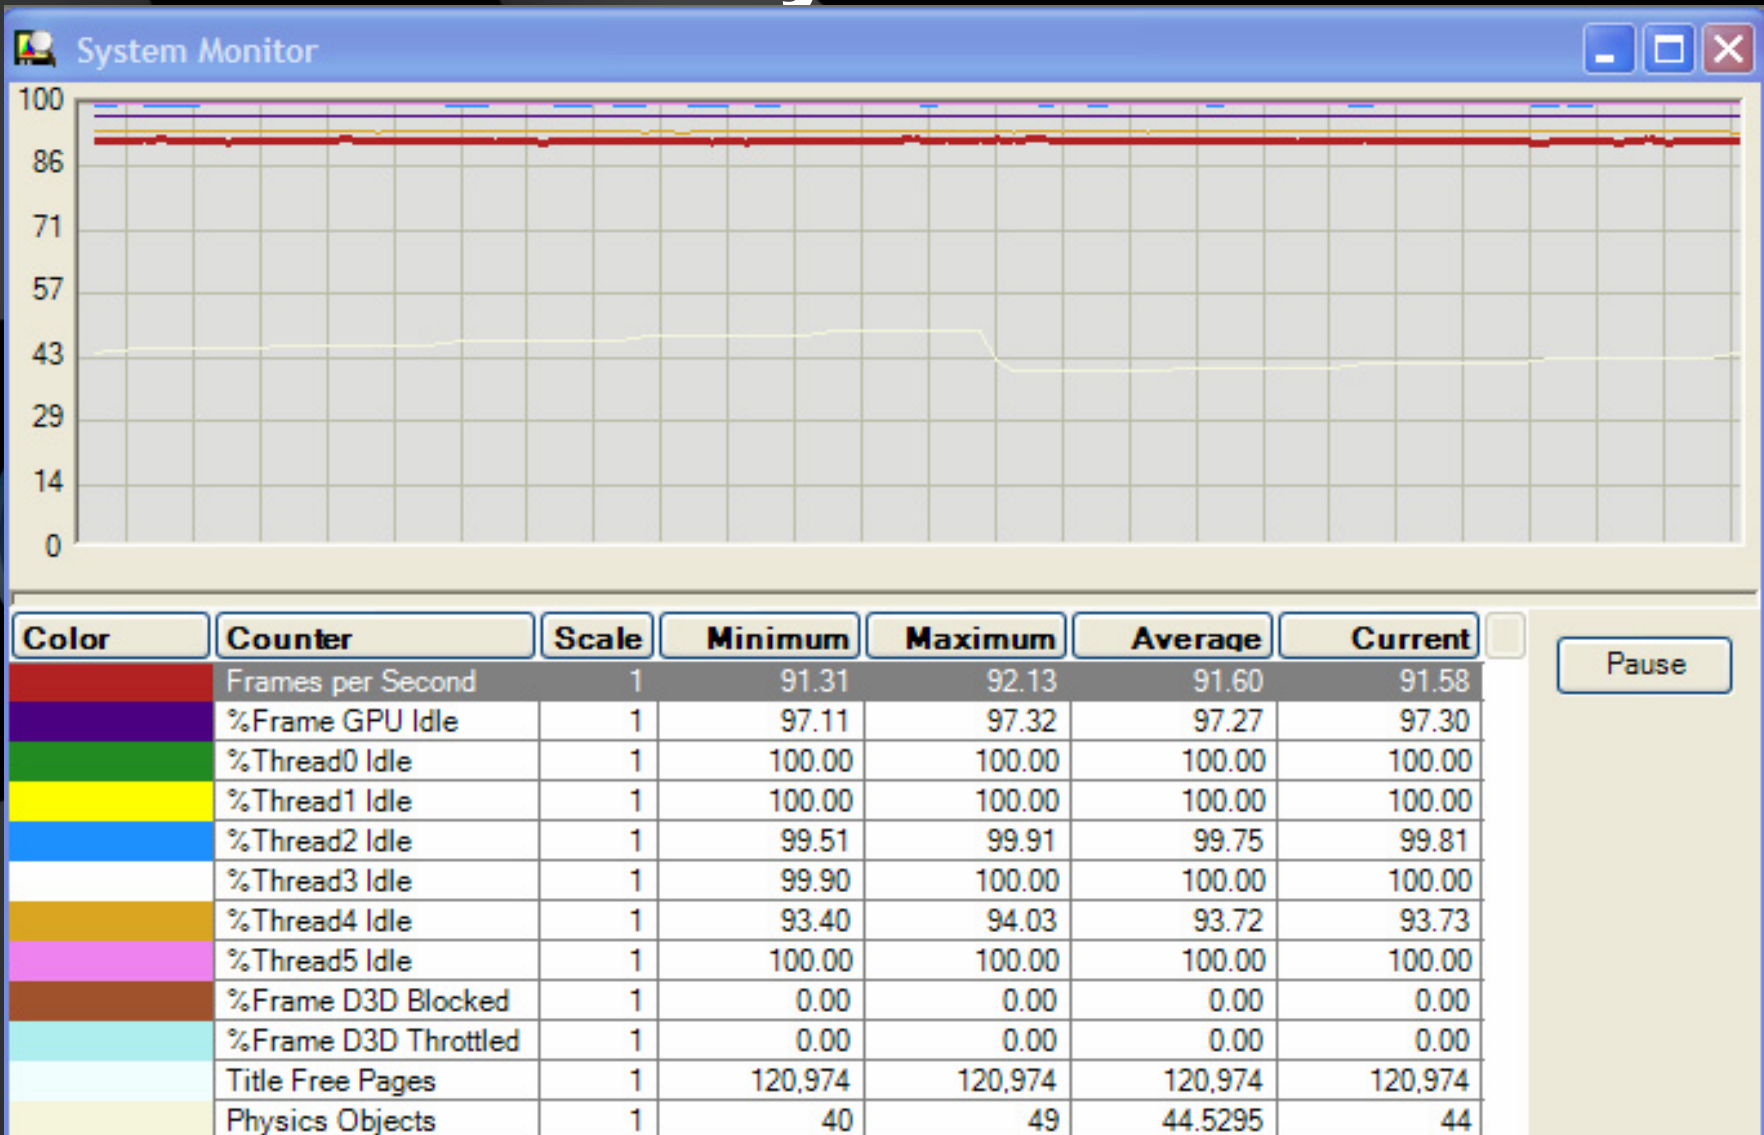 System Monitor
100
86
71
57
43
29
14
0
Color Counter Scale Minimum Maximum Average Current
Pause
Frames per Second 1 91.31 92.13 91.60 91.58
%Frame GPU Idle 1 97.11 97.32 97.27 97.30
%Thread0 Idle 1 100.00 100.00 100.00 100.00
%Thread1 Idle 1 100.00 100.00 100.00 100.00
%Thread2 Idle 1 99.51 99.91 99.75 99.81
%Thread3 Idle 1 99.90 100.00 100.00 100.00
%Thread4 Idle 1 93.40 94.03 93.72 93.73
%Thread5 Idle 1 100.00 100.00 100.00 100.00
%Frame D3D Blocked 1 0.00 0.00 0.00 0.00
%Frame D3D Throttled 1 0.00 0.00 0.00 0.00
Title Free Pages 1 120,974 120,974 120,974 120,974
Physics Objects 1 40 49 44.5295 44